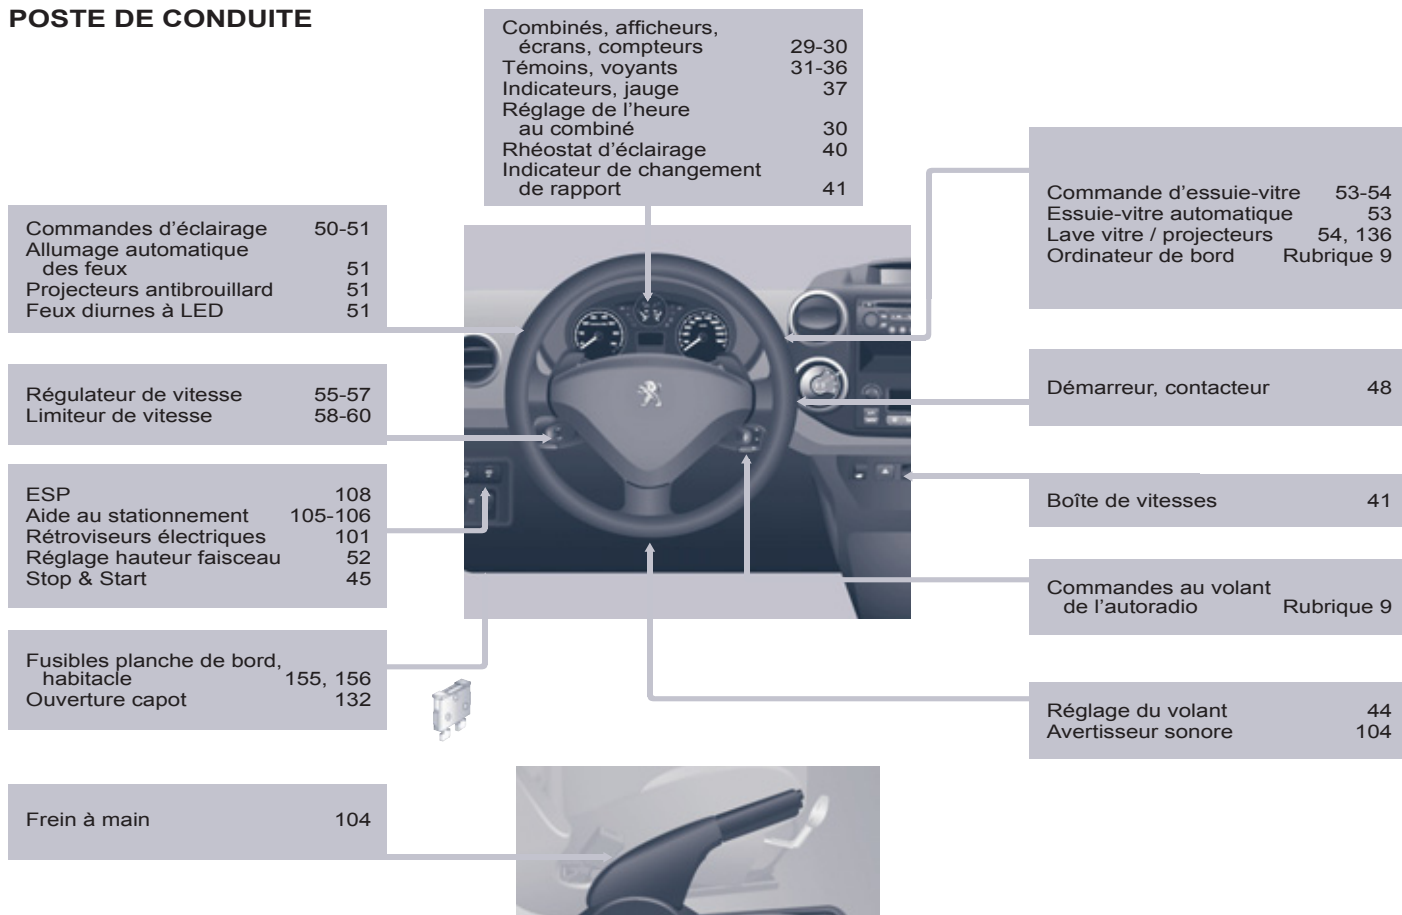 POSTE DE CONDUITE
Combinés, afficheurs,
écrans, compteurs 29-30
Témoins, voyants 31-36
Indicateurs, jauge 37
Réglage de l'heure
au combiné 30
Rhéostat d'éclairage 40
Indicateur de changement
de rapport 41
Commandes d'éclairage 50-51
Allumage automatique
des feux 51
Projecteurs antibrouillard 51
Feux diurnes à LED 51
Régulateur de vitesse 55-57
Limiteur de vitesse 58-60
ESP 108
Aide au stationnement 105-106
Rétroviseurs électriques 101
Réglage hauteur faisceau 52
Stop & Start 45
Fusibles planche de bord,
habitacle 155, 156
Ouverture capot 132
Frein à main 104
Commande d'essuie-vitre 53-54
Essuie-vitre automatique 53
Lave vitre / projecteurs 54, 136
Ordinateur de bord Rubrique 9
Démarreur, contacteur 48
Boîte de vitesses 41
Commandes au volant
de l'autoradio Rubrique 9
Réglage du volant 44
Avertisseur sonore 104